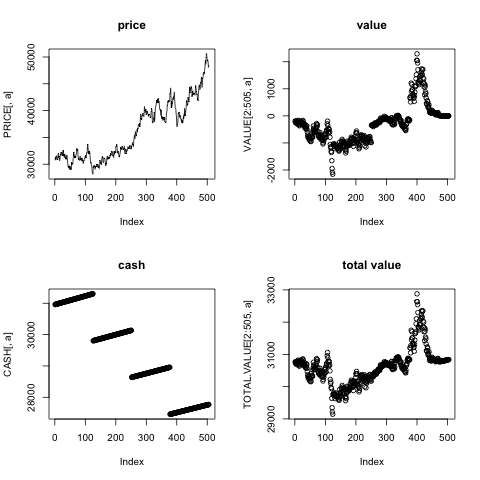 price
PRICE[, a]
50000
40000
30000
0 100 200 300 400 500
Index
value
VALUE[2:505, a]
0
-2000
0 100 200 300 400 500
Index
cash
CASH[, a]
30000
28000
0 100 200 300 400 500
Index
total value
TOTAL.VALUE[2:505, a]
33000
31000
29000
0 100 200 300 400 500
Index